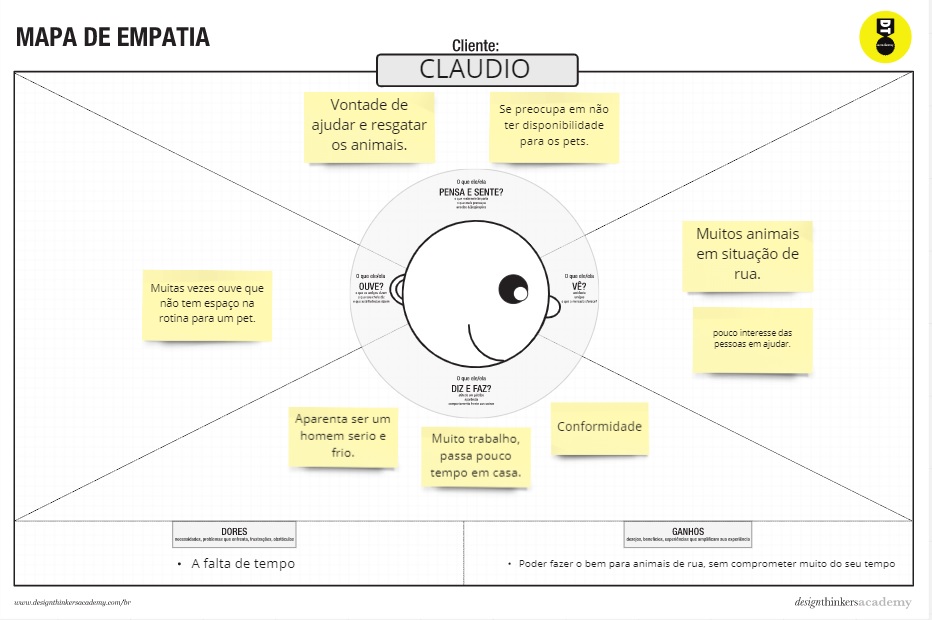 MAPA DE EMPATIA
Cliente:
CLAUDIO
Vontade de
ajudar e resgatar
os animais.
Se preocupa em não
ter disponibilidade
para os pets.
O que ele/ela
PENSA E SENTE?
Muitos animais
em situação de
rua.
O que ele/ela
OUVE?
O que ele/ela
VÊ?
Muitas vezes ouve que
não tem espaço na
rotina para um pet.
pouco interesse das
pessoas em ajudar.
O que ele/ela
DIZ E FAZ?
Aparenta ser um
homem serio e
frio.
Muito trabalho,
passa pouco
tempo em casa.
Conformidade
DORES
necessidades, problemas que enfrenta, frustrações, obstáculos
GANHOS
desejos, benefícios, experiências que amplificam sua experiência
• A falta de tempo
• Poder fazer o bem para animais de rua, sem comprometer muito do seu tempo
www.designthinkersacademy.com/br
designthinkersacademy